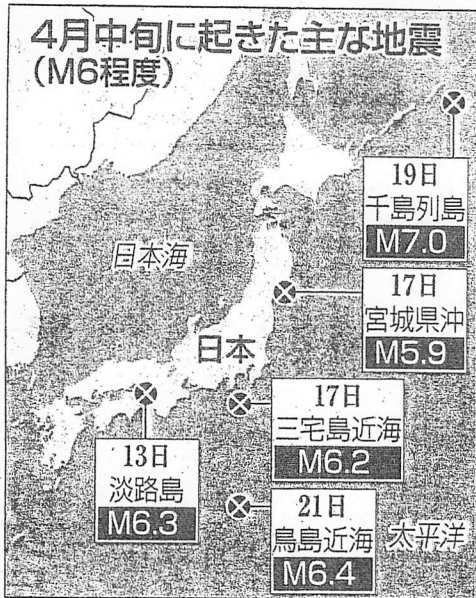 4月中旬に起きた主な地震
(M6程度)
19日
千島列島
M7.0
日本海
17日
宮城県沖
M5.9
日本
17日
三宅島近海
M6.2
13日
淡路島
M6.3
21日
鳥島近海
M6.4
太平洋